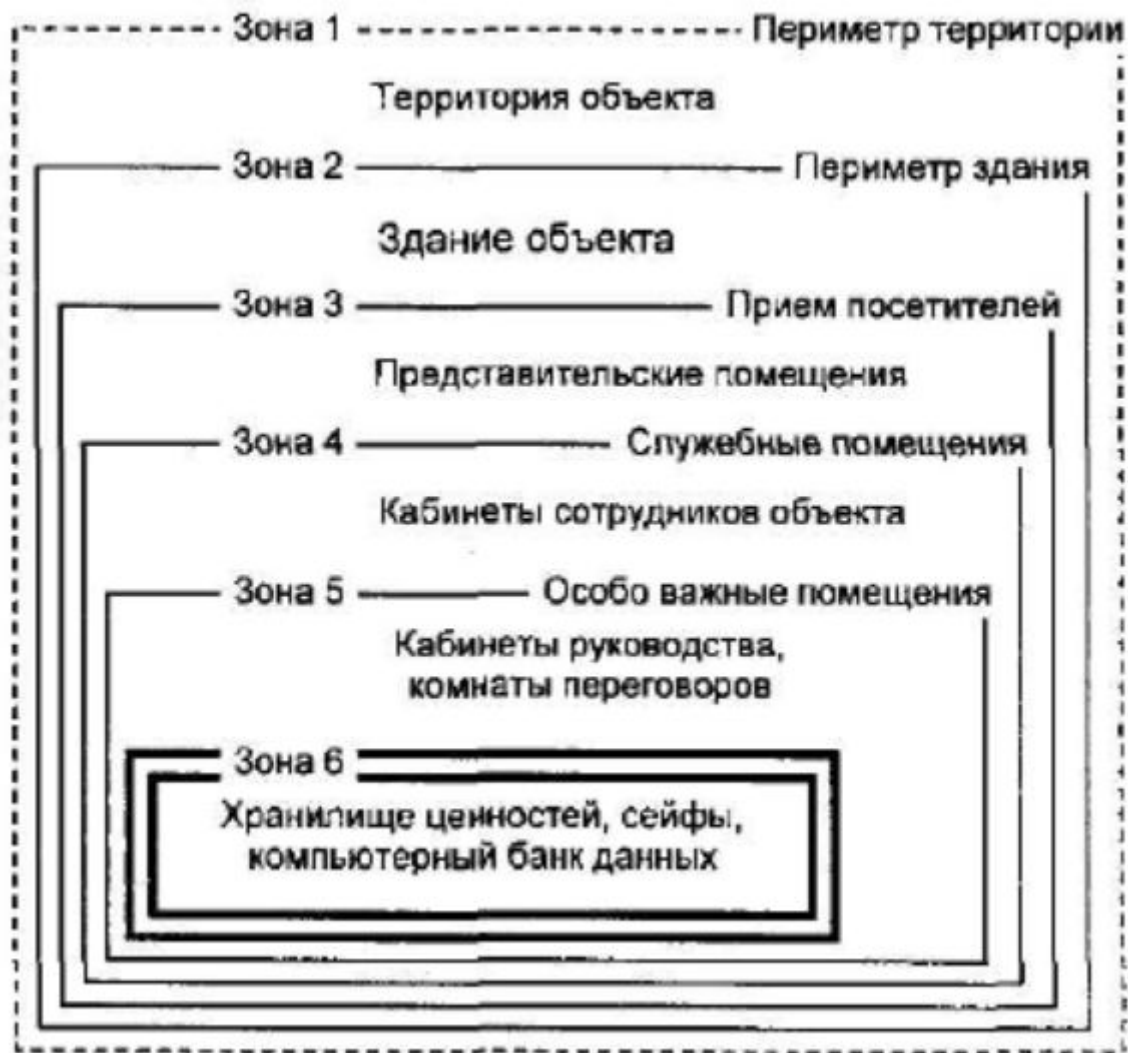 Зона 1 Периметр территории
Территория объекта
Зона 2 Периметр здания
Здание объекта
Зона 3 Прием посетителей
Представительские помещения
Зона 4 Служебные помещения
Кабинеты сотрудников объекта
Зона 5 Особо важные помещения
Кабинеты руководства,
комнаты переговоров
Зона 6
Хранилище ценностей, сейфы,
компьютерный банк данных